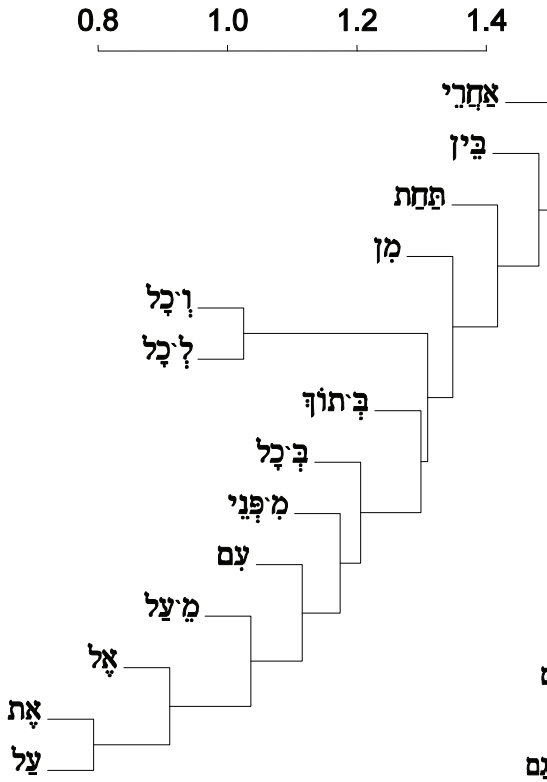 0.8 1.0 1.2 1.4
אַחֲרֵי
בֵּין
תַּחַת
מִן
וְ׳כָל
לְ׳כָל
בְּ׳תוֹךְ
בְּ׳כָל
מִ׳פְּנֵי
עִם
מֵ׳עַל
אֶל
אֶת
עַל